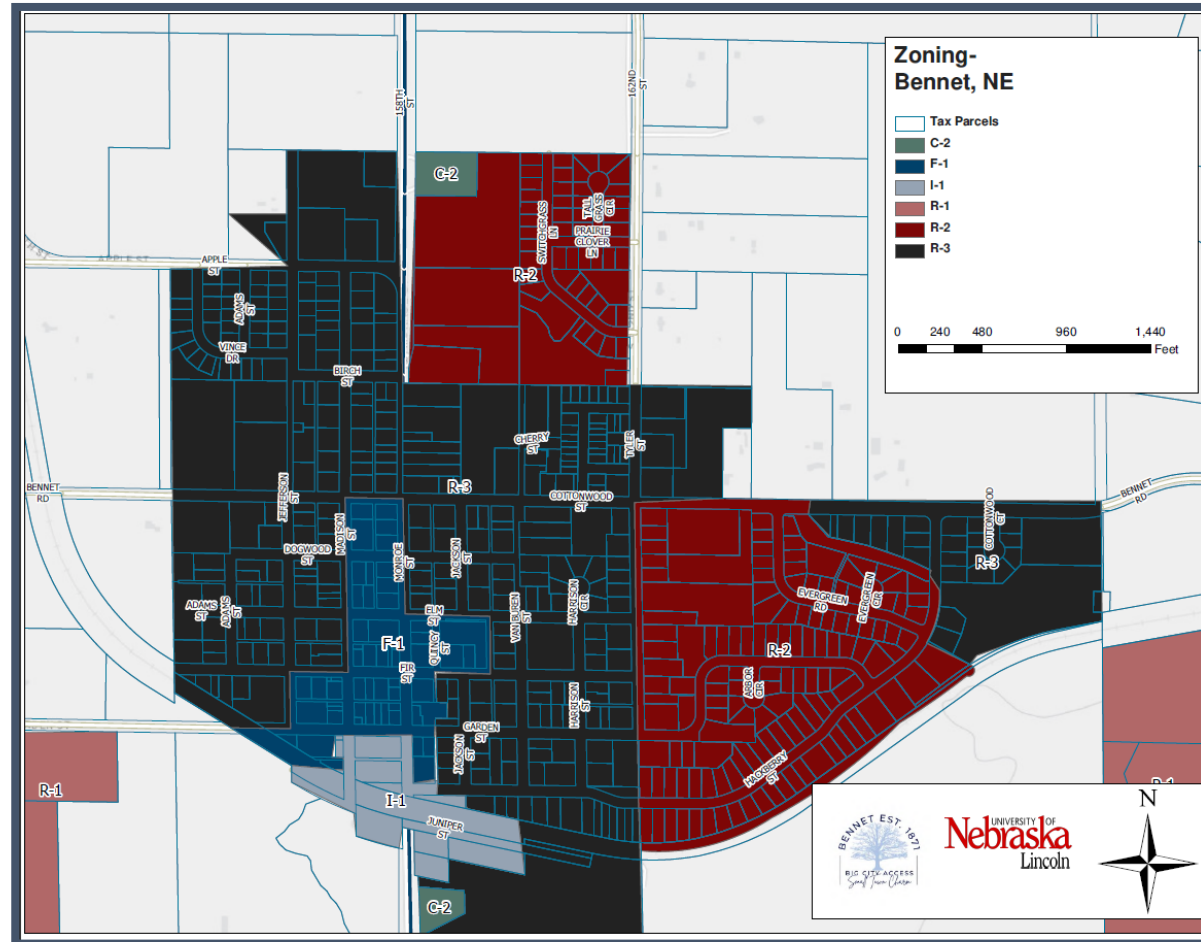 Zoning-
Bennet, NE
Tax Parcels
C-2
F-1
I-1
R-1
R-2
R-3
0 240 480 960 1,440
Feet
158TH
ST
162ND
ST
C-2
SWITCHGRASS
LN
TALL
GRASS
CIR
PRAIRIE
CLOVER
LN
R-2
APPLE ST
APPLE
ST
ADAMS
ST
VINCE
DR
BIRCH
ST
CHERRY
ST
TYLER
ST
BENNET
RD
JEFFERSON
ST
R-3
COTTONWOOD
ST
COTTONWOOD
CT
BENNET
RD
MADISON
ST
DOGWOOD
ST
MONROE
ST
JACKSON
ST
R-3
HARRISON
CIR
EVERGREEN
RD
EVERGREEN
CIR
ADAMS
ST
ADAMS
ST
ELM
ST
VAN BUREN
ST
F-1
QUINCY
ST
FIR
ST
R-2
ARBOR
CIR
HARRISON
ST
GARDEN
ST
JACKSON
ST
HACKBERRY
ST
R-1
R-1
I-1
JUNIPER
ST
C-2
BENNET EST. 1871
BIG CITY ACCESS
Small Town Charm
UNIVERSITY OF
Nebraska
Lincoln
N